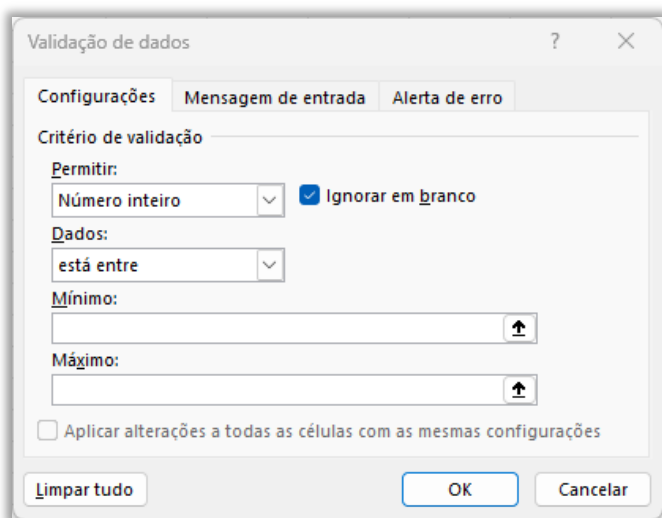 Validação de dados ?
Configurações Mensagem de entrada Alerta de erro
Critério de validação
Permitir:
Número inteiro Ignorar em branco
Dados:
está entre
Mínimo:
Máximo:
Aplicar alterações a todas as células com as mesmas configurações
Limpar tudo OK Cancelar